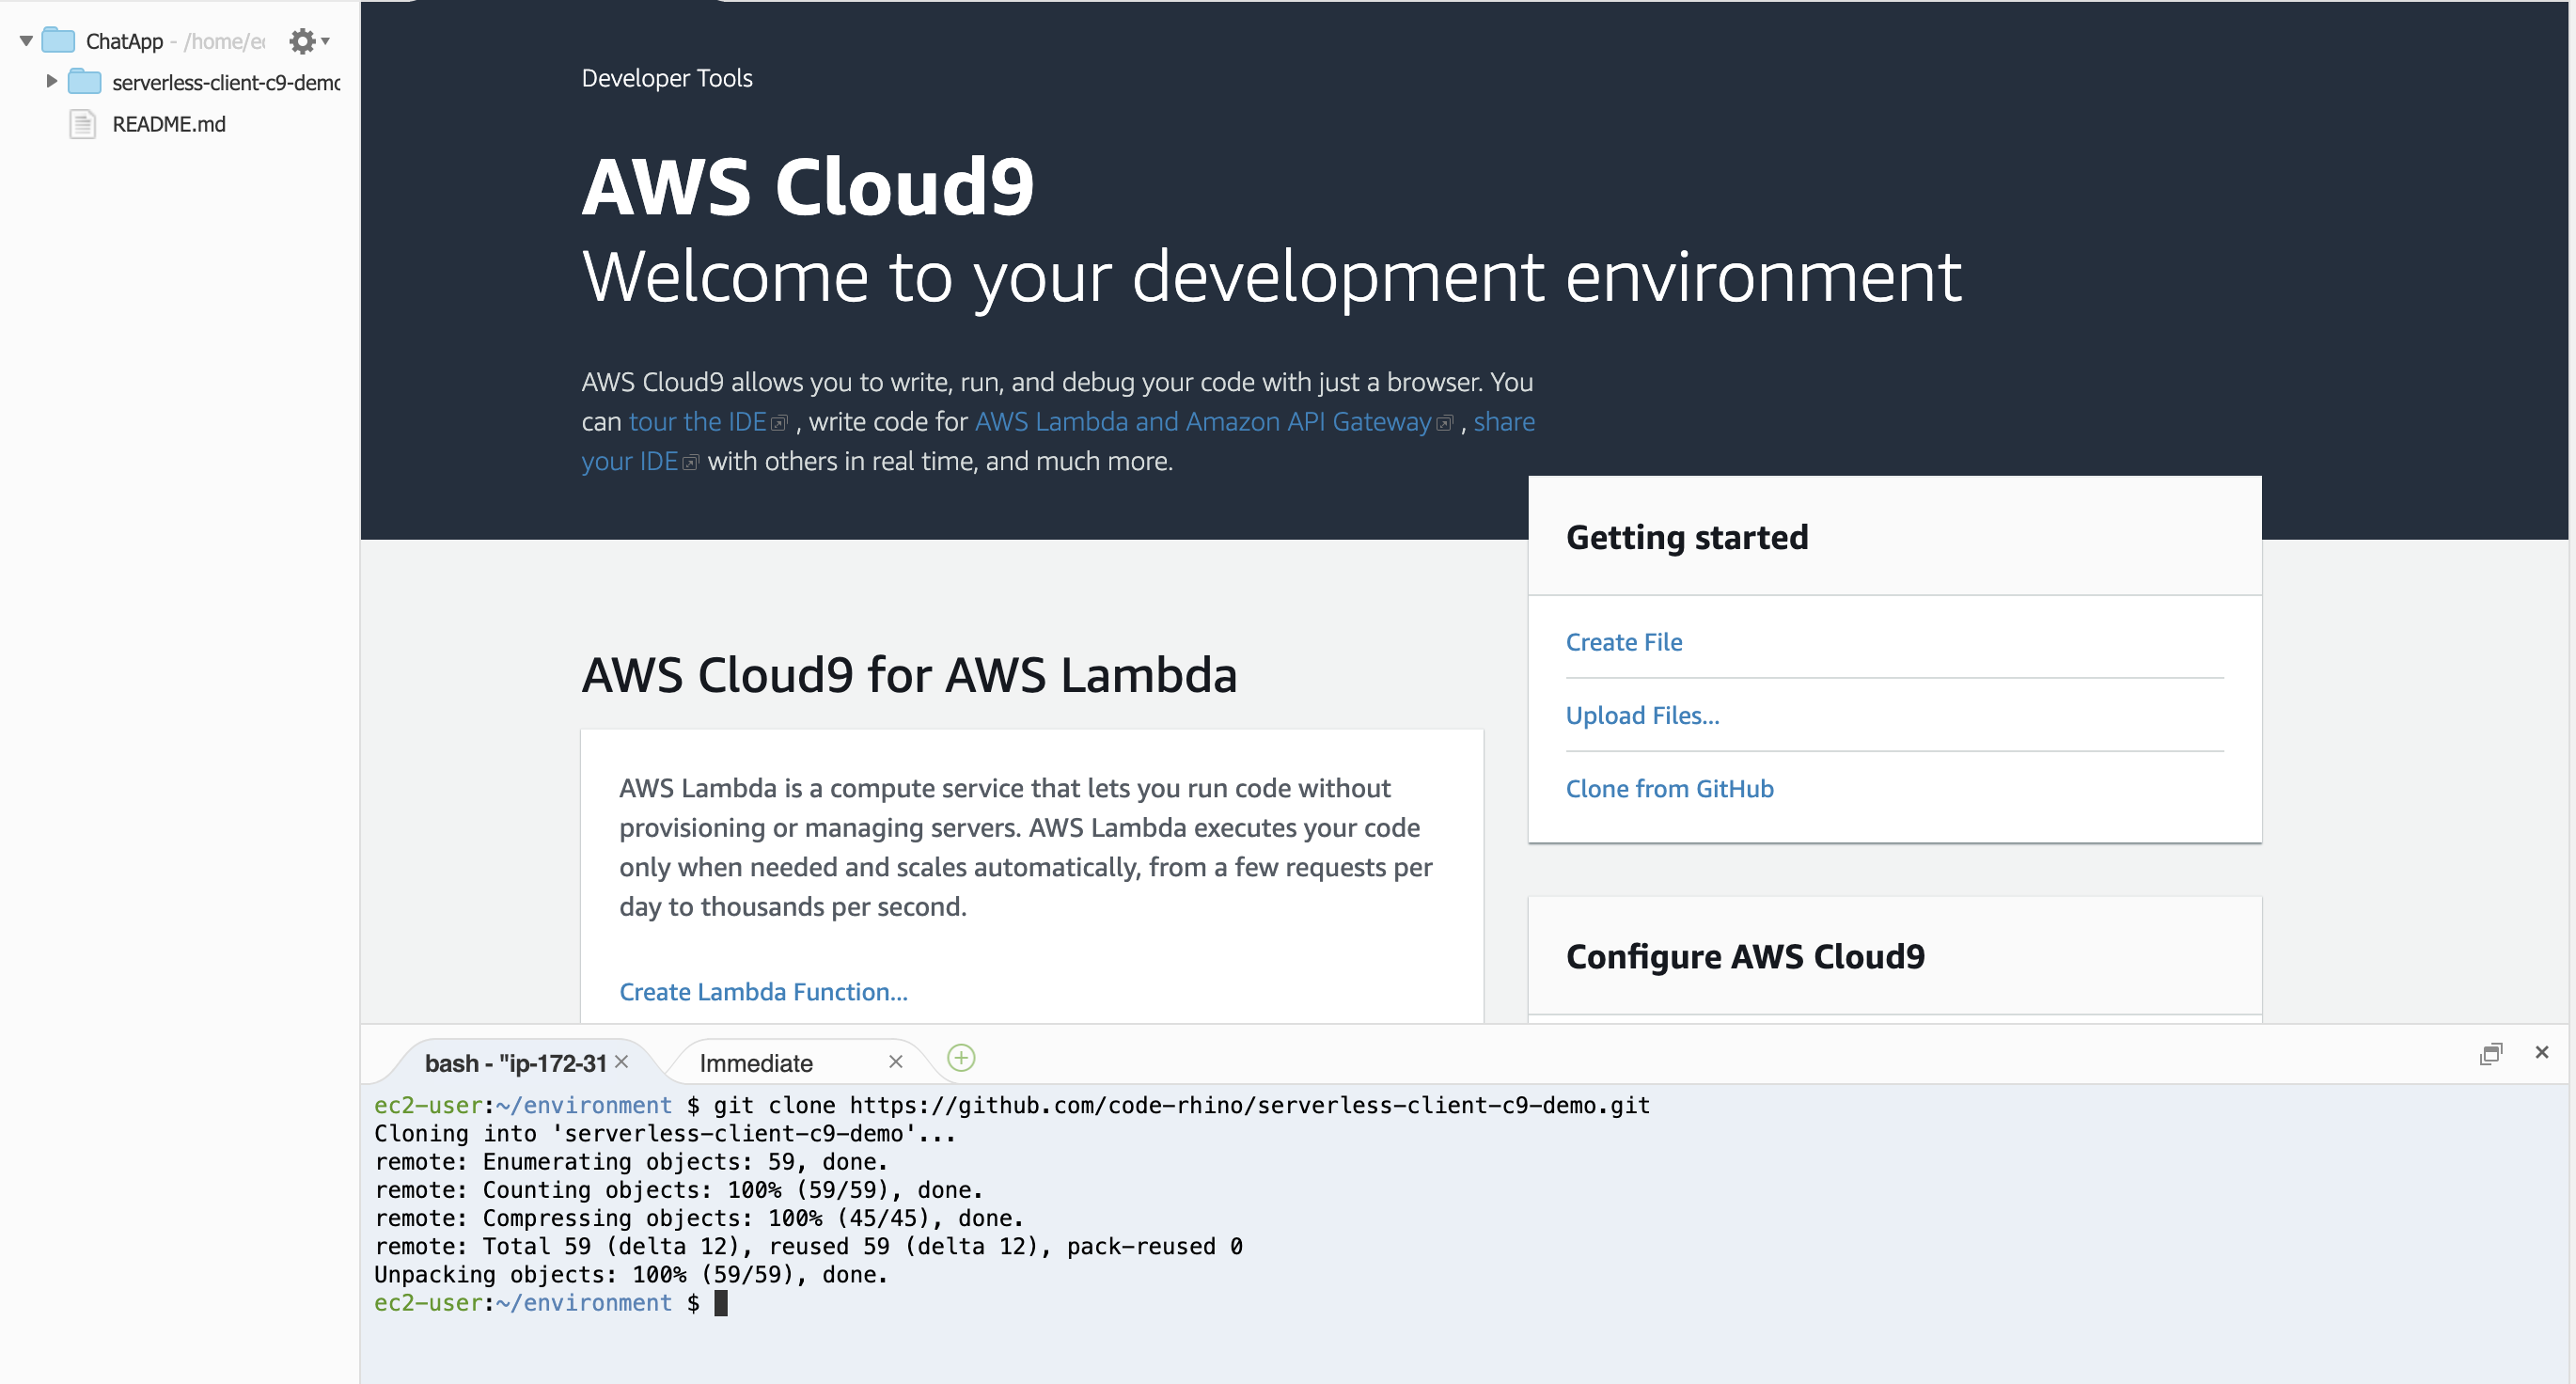 ChatApp - /home/ec
serverless-client-c9-demo
README.md
Developer Tools
AWS Cloud9
Welcome to your development environment
AWS Cloud9 allows you to write, run, and debug your code with just a browser. You
can tour the IDE , write code for AWS Lambda and Amazon API Gateway , share
your IDE with others in real time, and much more.
Getting started
Create File
Upload Files...
Clone from GitHub
AWS Cloud9 for AWS Lambda
AWS Lambda is a compute service that lets you run code without
provisioning or managing servers. AWS Lambda executes your code
only when needed and scales automatically, from a few requests per
day to thousands per second.
Create Lambda Function...
Configure AWS Cloud9
bash - "ip-172-31
Immediate
ec2-user:~/environment $ git clone https://github.com/code-rhino/serverless-client-c9-demo.git
Cloning into 'serverless-client-c9-demo'...
remote: Enumerating objects: 59, done.
remote: Counting objects: 100% (59/59), done.
remote: Compressing objects: 100% (45/45), done.
remote: Total 59 (delta 12), reused 59 (delta 12), pack-reused 0
Unpacking objects: 100% (59/59), done.
ec2-user:~/environment $